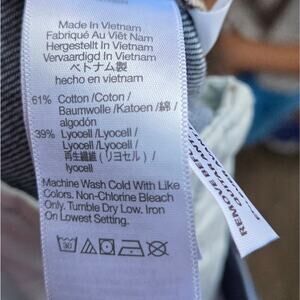 Made In Vietnam
Fabriqué Au Viêt Nam
Hergestellt In Vietnam
Vervaardigd In Vietnam
ベトナム製
hecho en vietnam
61% Cotton /Coton /
Baumwolle /Katoen /綿 /
algodón
39% Lyocell /Lyocell /
Lyocell /Lyocell /
再生繊維 (リヨセル) /
lyocell
Machine Wash Cold With Like
Colors. Non-Chlorine Bleach
Only. Tumble Dry Low. Iron
On Lowest Setting.
30
REMOVE BE